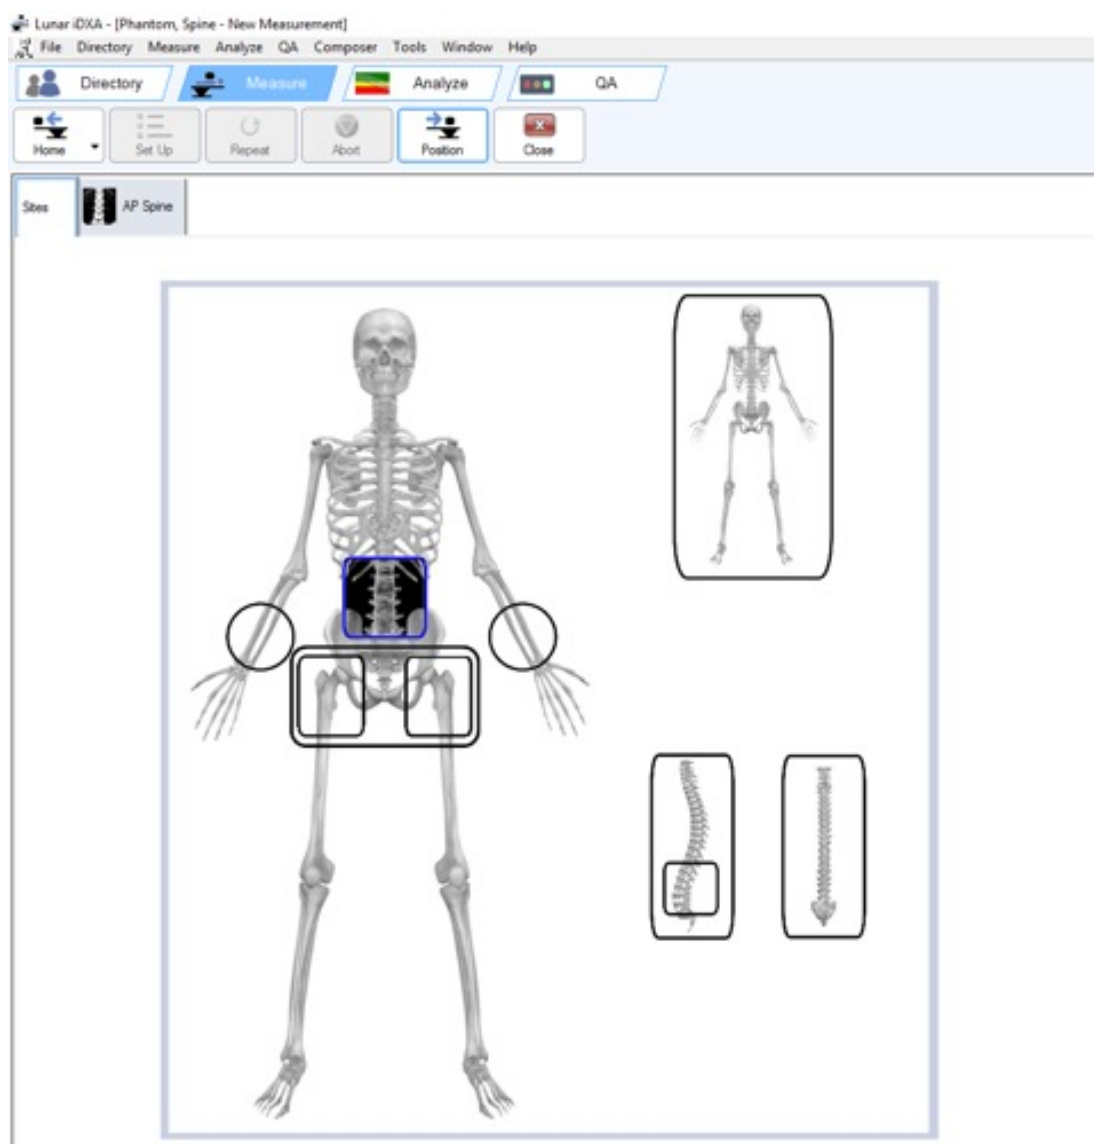 Lunar iDXA - [Phantom, Spine - New Measurement]
File Directory Measure Analyze QA Composer Tools Window Help
Directory Measure Analyze QA
Home Set Up Repeat Abort Position Close
Sites AP Spine